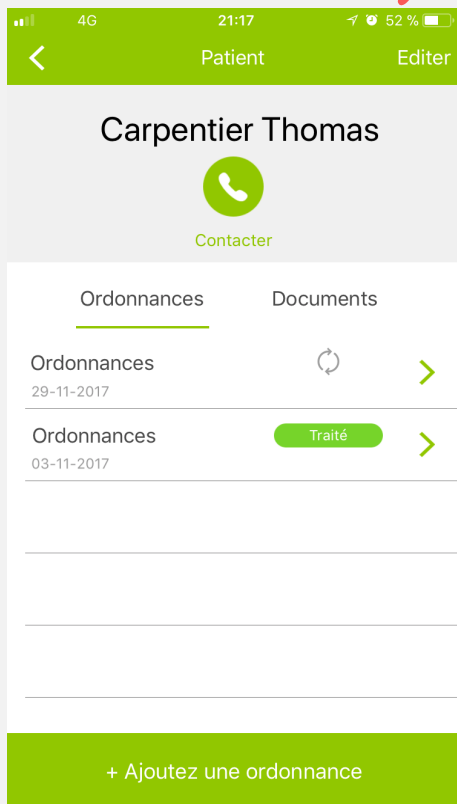 4G 21:17 52 %
Patient Editer
Carpentier Thomas
Contacter
Ordonnances Documents
Ordonnances
29-11-2017
Ordonnances Traité
03-11-2017
+ Ajoutez une ordonnance